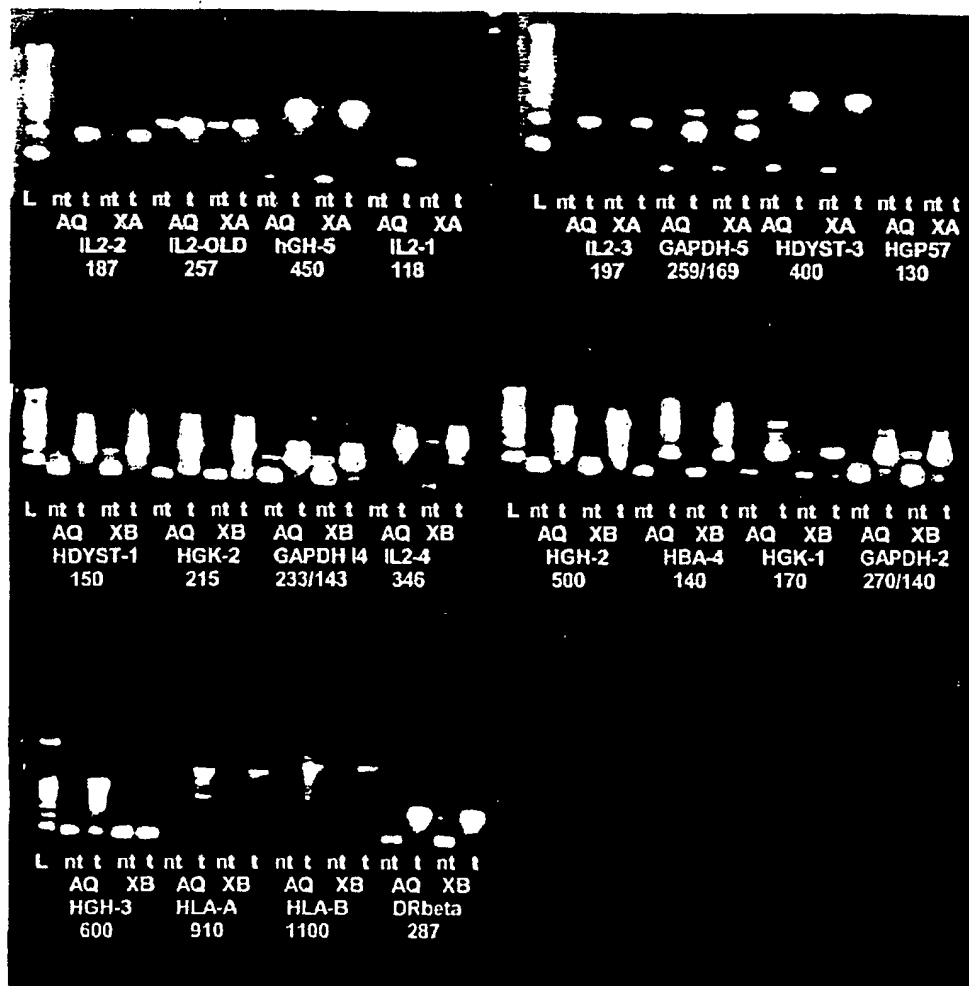 L nt t nt t nt t nt t nt t nt t nt t nt t
AQ XA AQ XA AQ XA AQ XA
IL2-2 IL2-OLD hGH-5 IL2-1
187 257 450 118
L nt t nt t nt t nt t nt t nt t nt t nt t
AQ XA AQ XA AQ XA AQ XA
IL2-3 GAPDH-5 HDYST-3 HGP57
197 259/169 400 130
L nt t nt t nt t nt t nt t nt t nt t nt t
AQ XB AQ XB AQ XB AQ XB
HDYST-1 HGK-2 GAPDH I4 IL2-4
150 215 233/143 346
L nt t nt t nt t nt t nt t nt t nt t nt t
AQ XB AQ XB AQ XB AQ XB
HGH-2 HBA-4 HGK-1 GAPDH-2
500 140 170 270/140
L nt t nt t nt t nt t nt t nt t nt t nt t
AQ XB AQ XB AQ XB AQ XB
HGH-3 HLA-A HLA-B DRbeta
600 910 1100 287